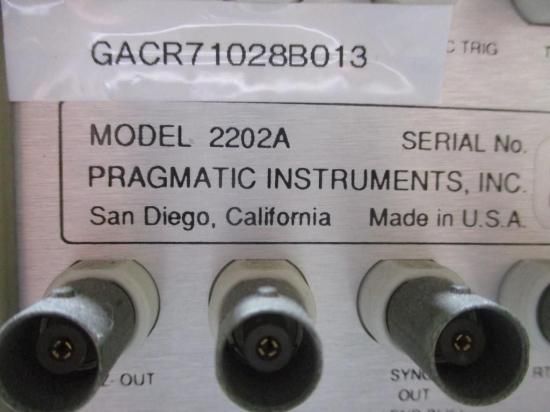 GACR71028B013
C TRIG
MODEL 2202A SERIAL No.
PRAGMATIC INSTRUMENTS, INC.
San Diego, California Made in U.S.A.
Z- OUT
SYNC
OUT